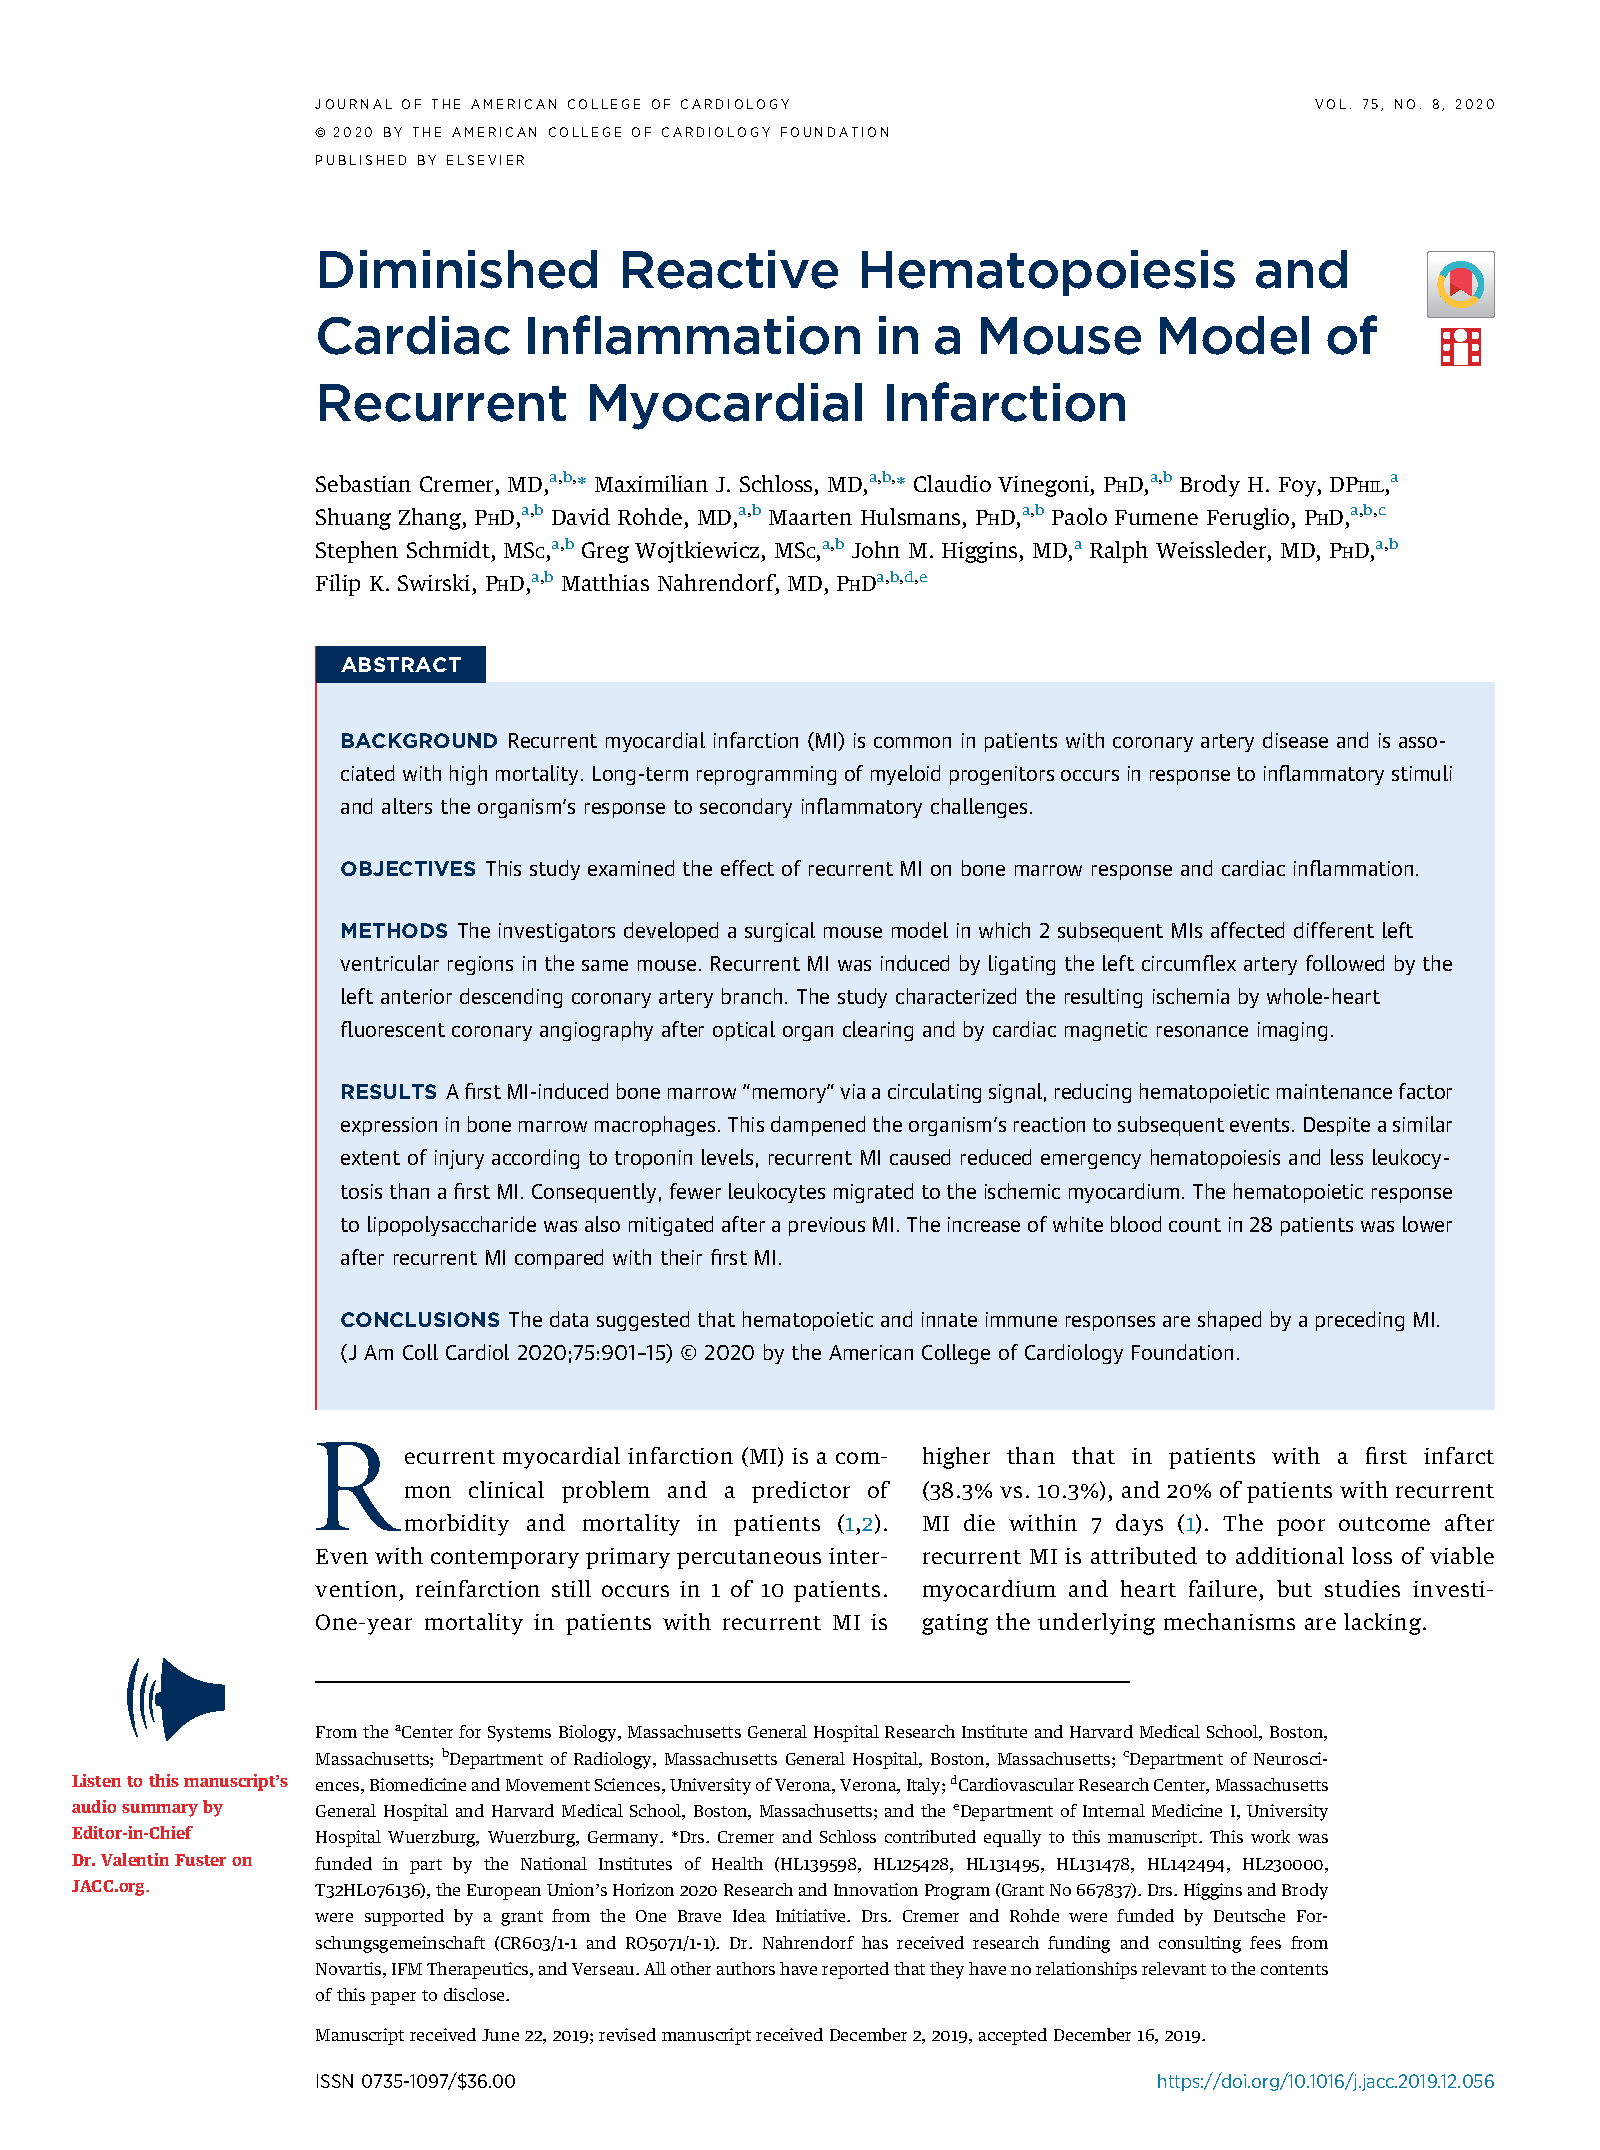 JOURNAL OF THE AMERICAN COLLEGE OF CARDIOLOGY
VOL. 75, NO. 8, 2020
© 2020 BY THE AMERICAN COLLEGE OF CARDIOLOGY FOUNDATION
PUBLISHED BY ELSEVIER
Diminished Reactive Hematopoiesis and
Cardiac Inflammation in a Mouse Model of
Recurrent Myocardial Infarction
Sebastian Cremer, MD,a,b,* Maximilian J. Schloss, MD,a,b,* Claudio Vinegoni, PHD,a,b Brody H. Foy, DPHIL,a
Shuang Zhang, PHD,a,b David Rohde, MD,a,b Maarten Hulsmans, PHD,a,b Paolo Fumene Feruglio, PHD,a,b,c
Stephen Schmidt, MSC,a,b Greg Wojtkiewicz, MSC,a,b John M. Higgins, MD,a Ralph Weissleder, MD, PHD,a,b
Filip K. Swirski, PHD,a,b Matthias Nahrendorf, MD, PHDa,b,d,e
ABSTRACT
BACKGROUND Recurrent myocardial infarction (MI) is common in patients with coronary artery disease and is asso-
ciated with high mortality. Long-term reprogramming of myeloid progenitors occurs in response to inflammatory stimuli
and alters the organism's response to secondary inflammatory challenges.
OBJECTIVES This study examined the effect of recurrent MI on bone marrow response and cardiac inflammation.
METHODS The investigators developed a surgical mouse model in which 2 subsequent MIs affected different left
ventricular regions in the same mouse. Recurrent MI was induced by ligating the left circumflex artery followed by the
left anterior descending coronary artery branch. The study characterized the resulting ischemia by whole-heart
fluorescent coronary angiography after optical organ clearing and by cardiac magnetic resonance imaging.
RESULTS A first MI-induced bone marrow "memory" via a circulating signal, reducing hematopoietic maintenance factor
expression in bone marrow macrophages. This dampened the organism's reaction to subsequent events. Despite a similar
extent of injury according to troponin levels, recurrent MI caused reduced emergency hematopoiesis and less leukocy-
tosis than a first MI. Consequently, fewer leukocytes migrated to the ischemic myocardium. The hematopoietic response
to lipopolysaccharide was also mitigated after a previous MI. The increase of white blood count in 28 patients was lower
after recurrent MI compared with their first MI.
CONCLUSIONS The data suggested that hematopoietic and innate immune responses are shaped by a preceding MI.
(J Am Coll Cardiol 2020;75:901–15) © 2020 by the American College of Cardiology Foundation.
Recurrent myocardial infarction (MI) is a com-
mon clinical problem and a predictor of
morbidity and mortality in patients (1,2).
Even with contemporary primary percutaneous inter-
vention, reinfarction still occurs in 1 of 10 patients.
One-year mortality in patients with recurrent MI is
higher than that in patients with a first infarct
(38.3% vs. 10.3%), and 20% of patients with recurrent
MI die within 7 days (1). The poor outcome after
recurrent MI is attributed to additional loss of viable
myocardium and heart failure, but studies investi-
gating the underlying mechanisms are lacking.
Listen to this manuscript's
audio summary by
Editor-in-Chief
Dr. Valentin Fuster on
JACC.org.
From the aCenter for Systems Biology, Massachusetts General Hospital Research Institute and Harvard Medical School, Boston,
Massachusetts; bDepartment of Radiology, Massachusetts General Hospital, Boston, Massachusetts; cDepartment of Neurosci-
ences, Biomedicine and Movement Sciences, University of Verona, Verona, Italy; dCardiovascular Research Center, Massachusetts
General Hospital and Harvard Medical School, Boston, Massachusetts; and the eDepartment of Internal Medicine I, University
Hospital Wuerzburg, Wuerzburg, Germany. *Drs. Cremer and Schloss contributed equally to this manuscript. This work was
funded in part by the National Institutes of Health (HL139598, HL125428, HL131495, HL131478, HL142494, HL230000,
T32HL076136), the European Union's Horizon 2020 Research and Innovation Program (Grant No 667837). Drs. Higgins and Brody
were supported by a grant from the One Brave Idea Initiative. Drs. Cremer and Rohde were funded by Deutsche For-
schungsgemeinschaft (CR603/1-1 and RO5071/1-1). Dr. Nahrendorf has received research funding and consulting fees from
Novartis, IFM Therapeutics, and Verseau. All other authors have reported that they have no relationships relevant to the contents
of this paper to disclose.
Manuscript received June 22, 2019; revised manuscript received December 2, 2019, accepted December 16, 2019.
ISSN 0735-1097/$36.00
https://doi.org/10.1016/j.jacc.2019.12.056